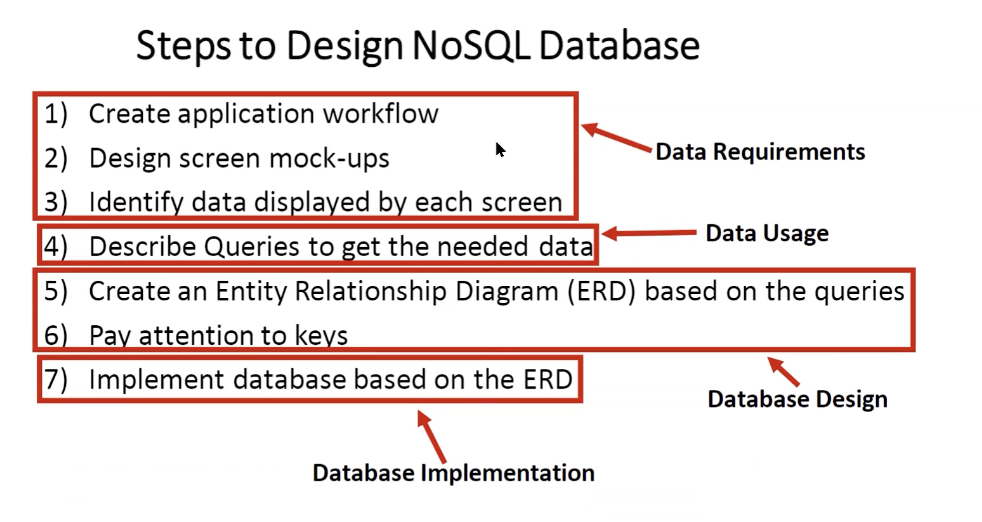 Steps to Design NoSQL Database
1) Create application workflow
2) Design screen mock-ups
Data Requirements
3) Identify data displayed by each screen
Data Usage
4) Describe Queries to get the needed data
5) Create an Entity Relationship Diagram (ERD) based on the queries
6) Pay attention to keys
7) Implement database based on the ERD
Database Design
Database Implementation